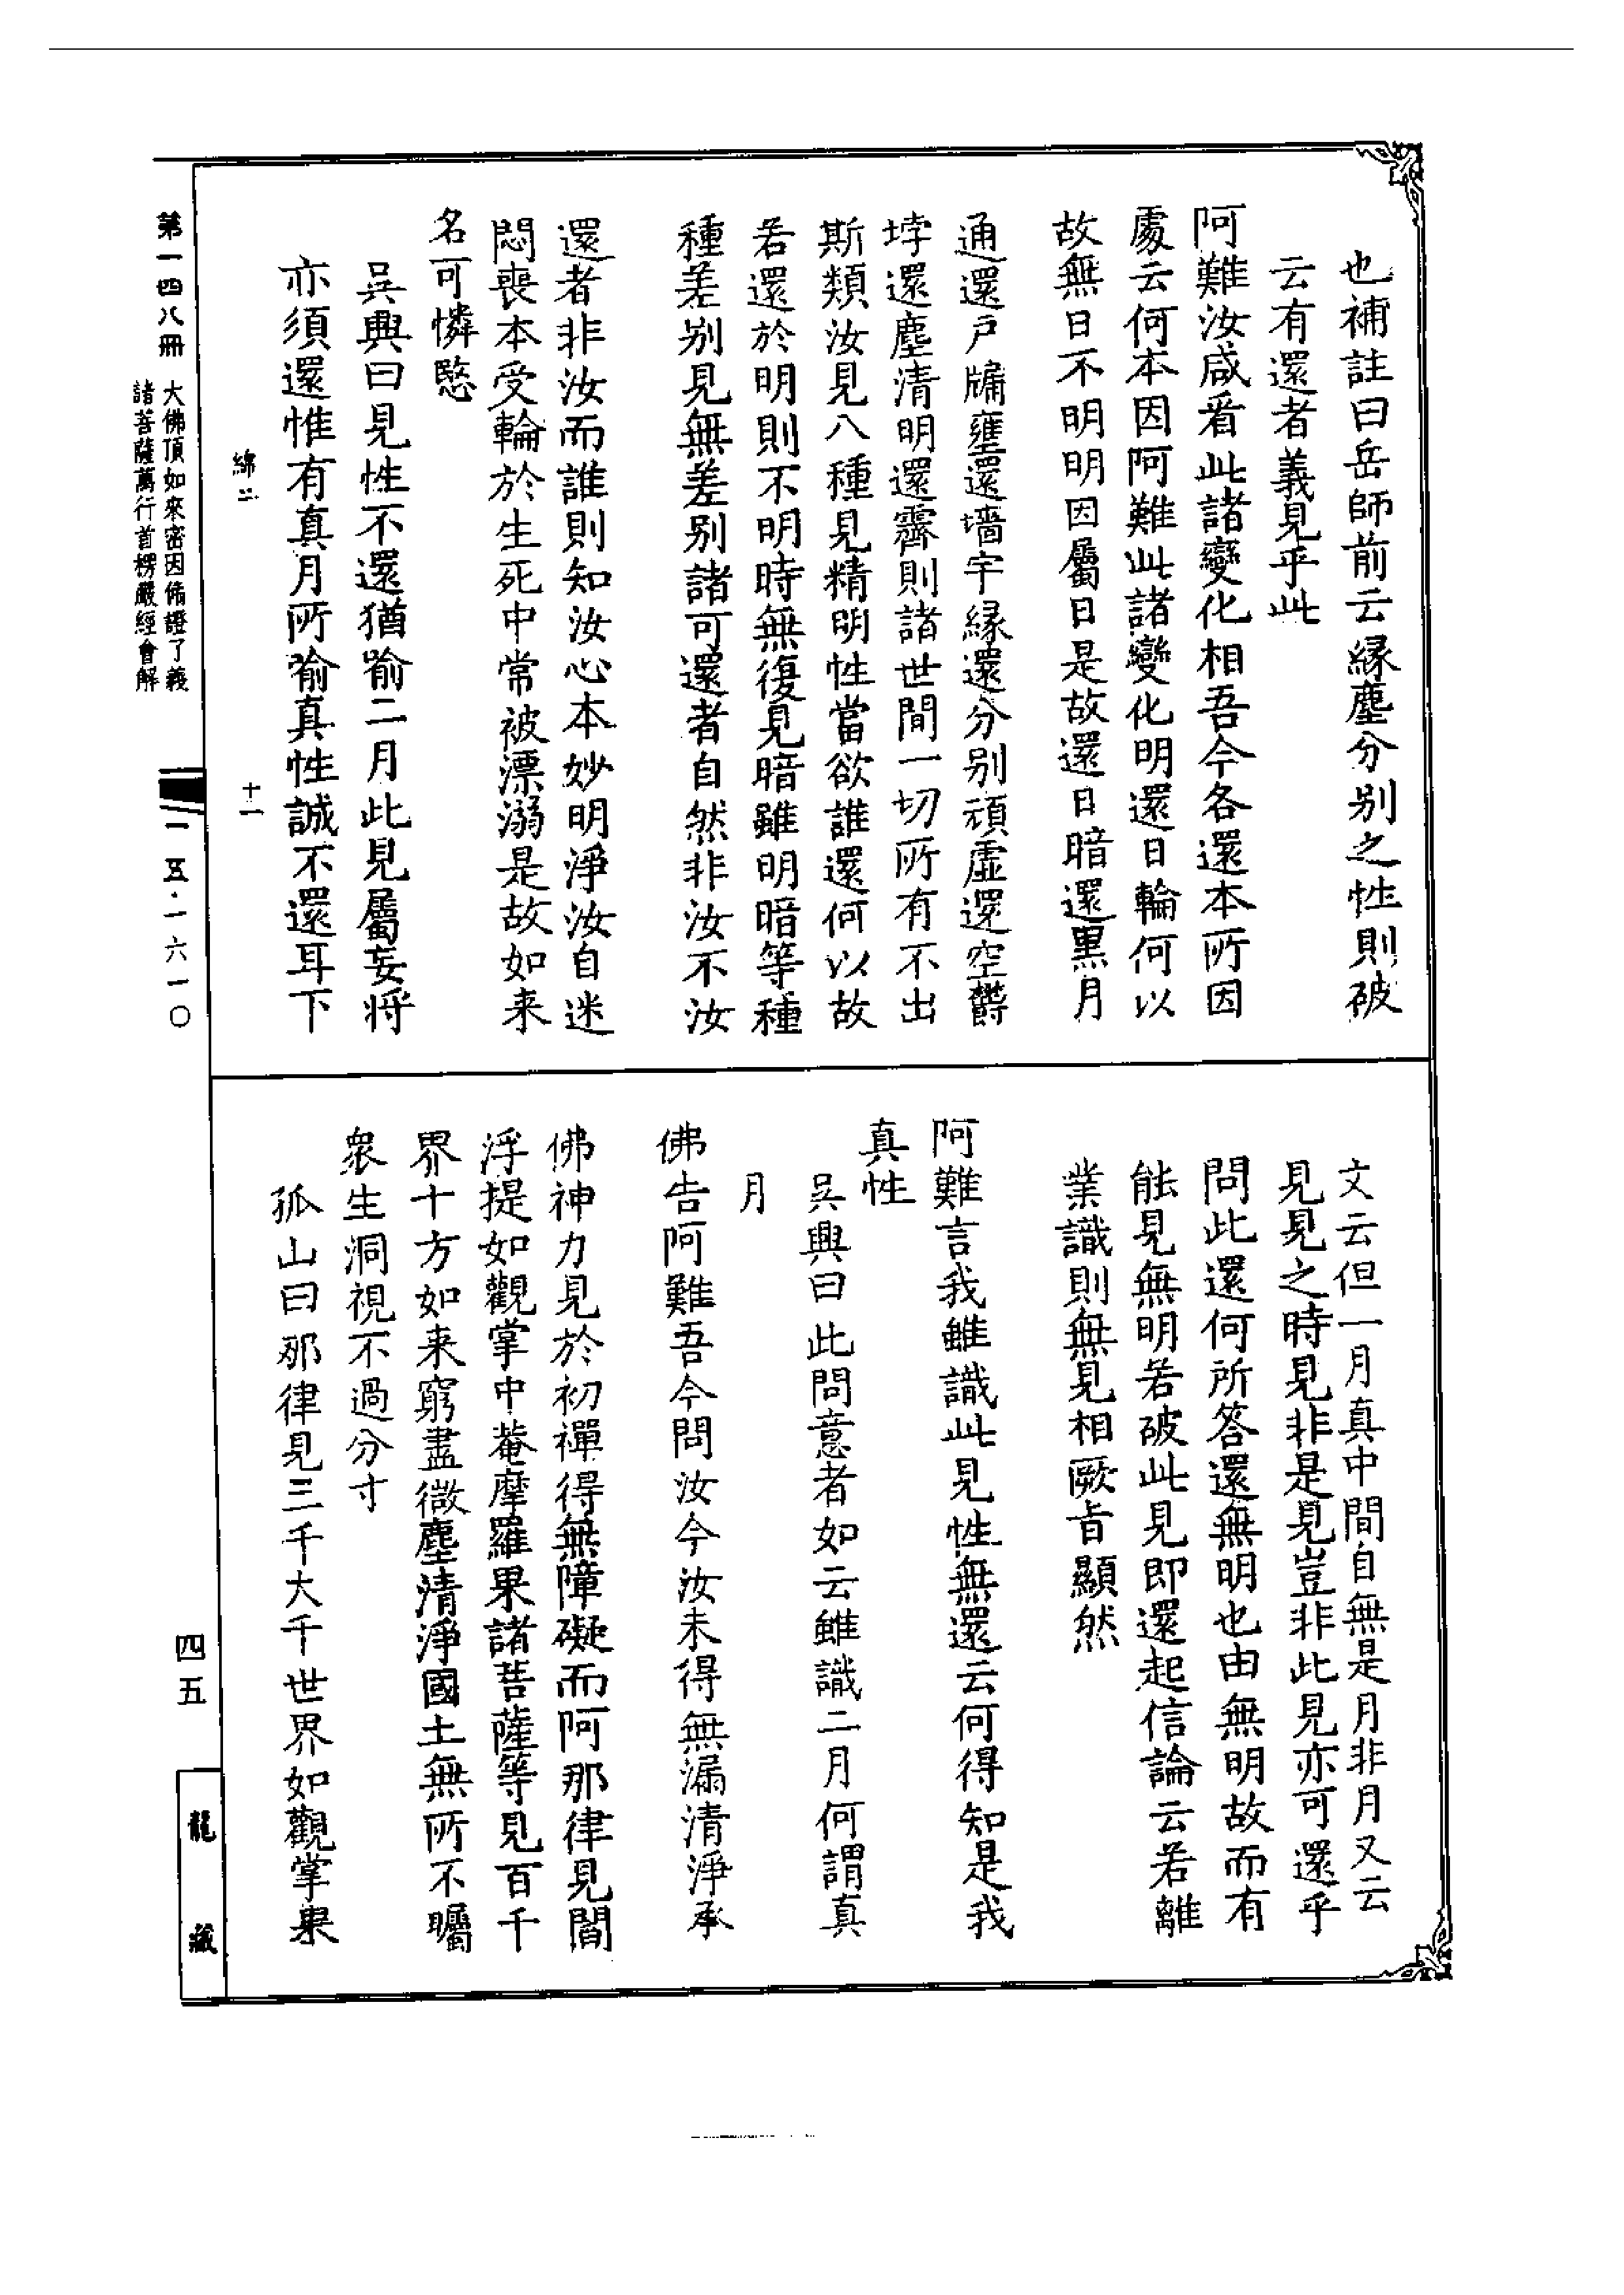 也補註曰岳師前云緣塵分別之性則破
云有還者義見乎此
阿難汝咸看此諸變化相吾今各還本所因
處云何本因阿難此諸變化明還日輪何以
故無日不明明因屬日是故還日暗還黑月
通還戶牖壅還墻宇緣還分別頑虛還空欝
㘶還塵清明還霽則諸世間一切所有不出
斯類汝見八種見精明性當欲誰還何以故
若還於明則不明時無復見暗雖明暗等種
種差別見無差別諸可還者自然非汝不汝
還者非汝而誰則知汝心本妙明淨汝自迷
悶喪本受輪於生死中常被漂溺是故如来
名可憐愍
吳興曰見性不還猶喻二月此見屬妄將
亦須還惟有真月所喻真性誠不還耳下
綿二
十一
文云但一月真中間自無是月非月又云
見見之時見非是見豈非此見亦可還乎
問此還何所答還無明也由無明故而有
能見無明若破此見即還起信論云若離
業識則無見相厥旨顯然
阿難言我雖識此見性無還云何得知是我
真性
吳興曰此問意者如云雖識二月何謂真
月
佛告阿難吾今問汝今汝未得無漏清淨承
佛神力見於初禪得無障礙而阿那律見閻
浮提如觀掌中菴摩羅果諸菩薩等見百千
界十方如来窮盡微塵清淨國土無所不矚
衆生洞視不過分寸
孤山曰那律見三千大千世界如觀掌果
第一四八冊
大佛頂如來密因脩證了義
諸菩薩萬行首楞嚴經會解
一五·一六一〇
四五
龍藏